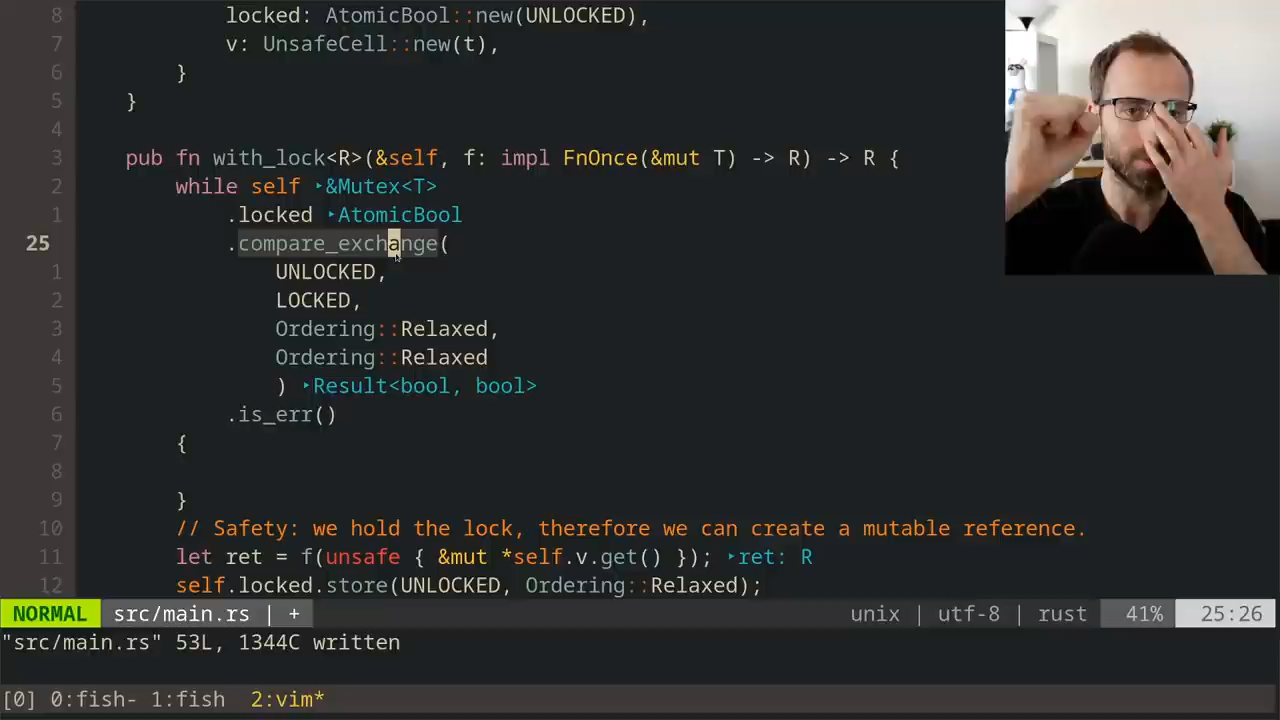 8 locked: AtomicBool::new(UNLOCKED),
7 v: UnsafeCell::new(t),
6 }
5 }
4
3 pub fn with_lock<R>(&self, f: impl FnOnce(&mut T) -> R) -> R {
2 while self ‣&Mutex<T>
1 .locked ‣AtomicBool
25 .compare_exchange(
1 UNLOCKED,
2 LOCKED,
3 Ordering::Relaxed,
4 Ordering::Relaxed
5 ) ‣Result<bool, bool>
6 .is_err()
7 {
8
9 }
10 // Safety: we hold the lock, therefore we can create a mutable reference.
11 let ret = f(unsafe { &mut *self.v.get() }); ‣ret: R
12 self.locked.store(UNLOCKED, Ordering::Relaxed);
NORMAL src/main.rs | + unix | utf-8 | rust 41% 25:26
"src/main.rs" 53L, 1344C written
[0] 0:fish- 1:fish 2:vim*